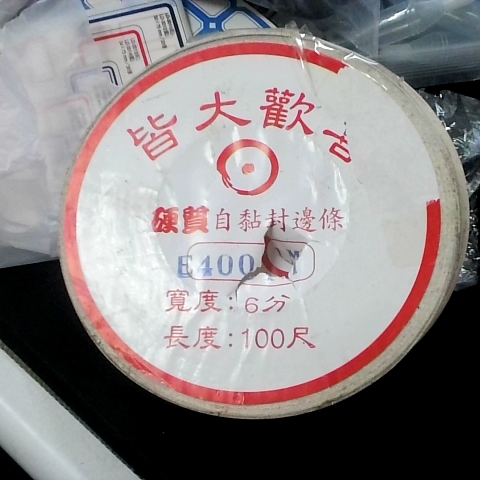 皆大歡
硬質自黏封邊條
E400
寬度：6分
長度：100尺